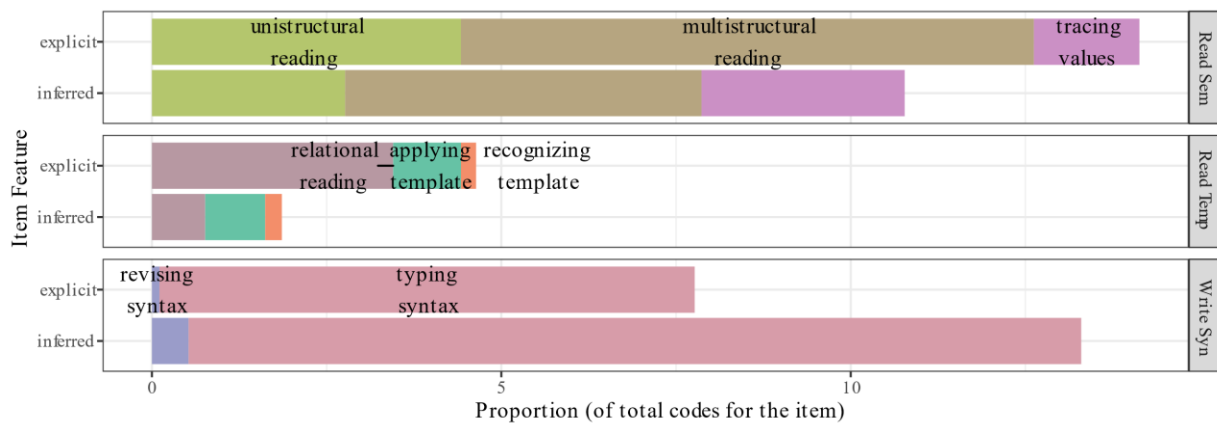 unistructural
reading
multistructural
reading
tracing
values
explicit
inferred
Read Sem
relational
reading
applying
template
recognizing
template
explicit
inferred
Read Temp
revising
syntax
typing
syntax
explicit
inferred
Write Syn
Item Feature
0
5
10
Proportion (of total codes for the item)